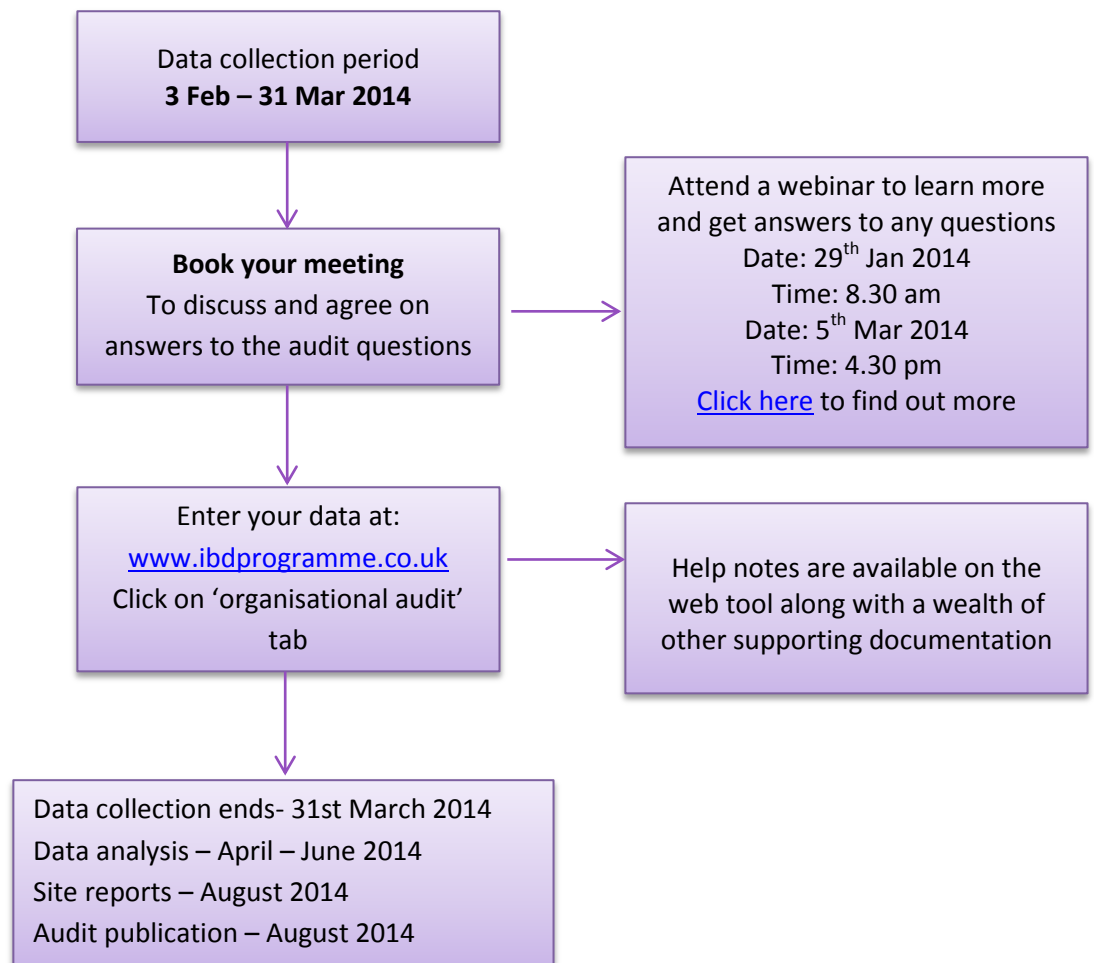 Data collection period
3 Feb – 31 Mar 2014
Book your meeting
To discuss and agree on
answers to the audit questions
Attend a webinar to learn more
and get answers to any questions
Date: 29th Jan 2014
Time: 8.30 am
Date: 5th Mar 2014
Time: 4.30 pm
Click here to find out more
Enter your data at:
www.ibdprogramme.co.uk
Click on ‘organisational audit’
tab
Help notes are available on the
web tool along with a wealth of
other supporting documentation
Data collection ends- 31st March 2014
Data analysis – April – June 2014
Site reports – August 2014
Audit publication – August 2014